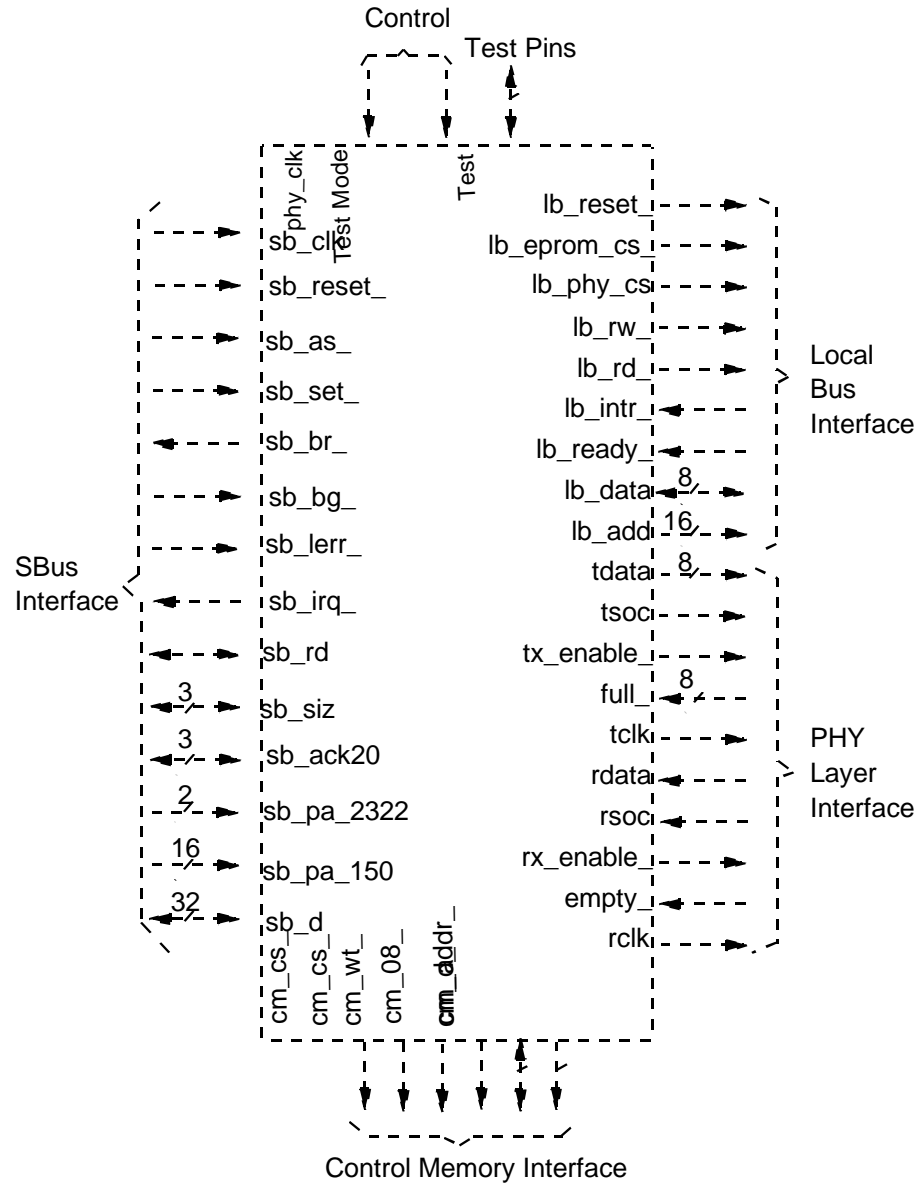 Control
Test Pins
phy_clk
Test Mode
Test
sb_clk
sb_reset_
sb_as_
sb_set_
sb_br_
sb_bg_
sb_lerr_
sb_irq_
sb_rd
3
sb_siz
3
sb_ack20
2
sb_pa_2322
16
sb_pa_150
32
sb_d
SBus
Interface
lb_reset_
lb_eprom_cs_
lb_phy_cs
lb_rw_
lb_rd_
lb_intr_
lb_ready_
lb_data
8
lb_add
16
Local
Bus
Interface
tdata
8
tsoc
tx_enable_
full_
8
tclk
rdata
rsoc
rx_enable_
empty_
rclk
PHY
Layer
Interface
cm_cs_
cm_cs_
cm_wt_
cm_08_
cm_addr_
Control Memory Interface